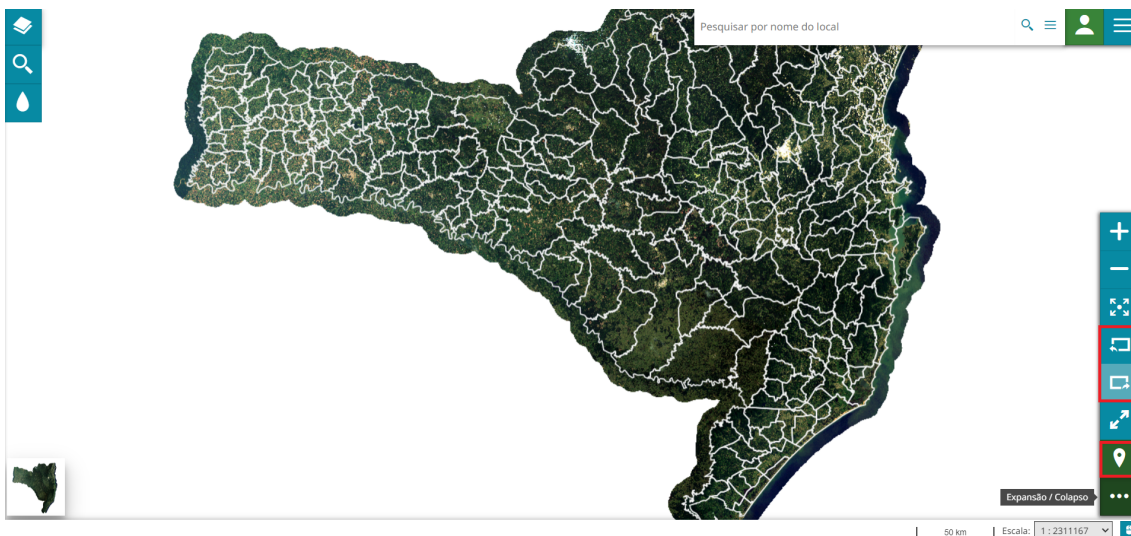 Pesquisar por nome do local
Expansão / Colapso
50 km
Escala:
1 : 2311167